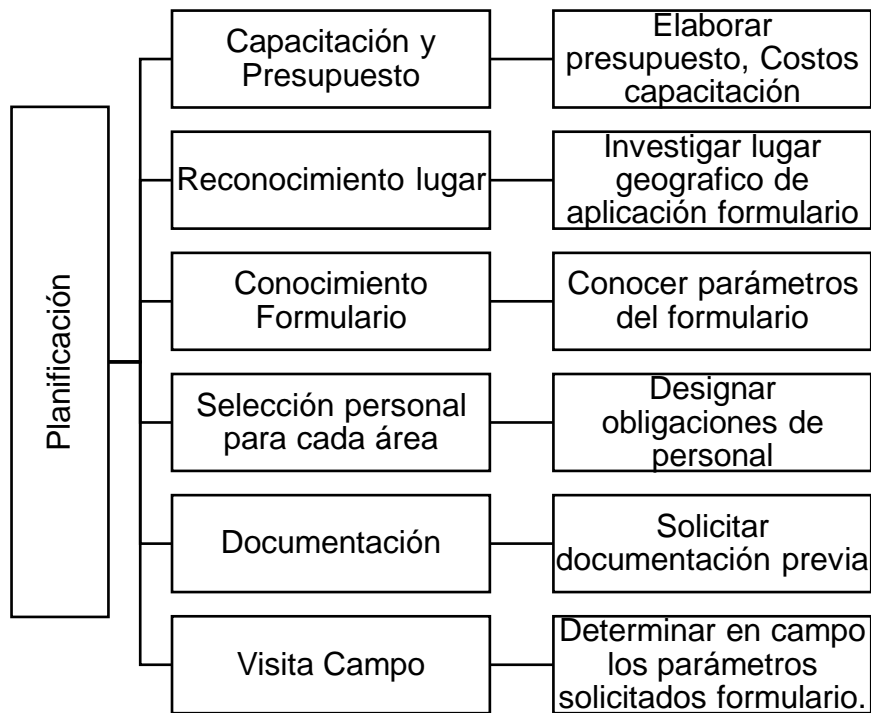 Planificación
Capacitación y
Presupuesto
Elaborar
presupuesto, Costos
capacitación
Reconocimiento lugar
Investigar lugar
geografico de
aplicación formulario
Conocimiento
Formulario
Conocer parámetros
del formulario
Selección personal
para cada área
Designar
obligaciones de
personal
Documentación
Solicitar
documentación previa
Visita Campo
Determinar en campo
los parámetros
solicitados formulario.